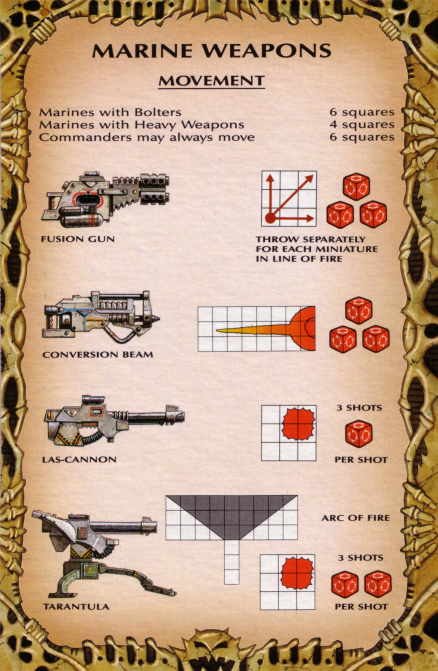 MARINE WEAPONS
MOVEMENT
Marines with Bolters 6 squares
Marines with Heavy Weapons 4 squares
Commanders may always move 6 squares
FUSION GUN
THROW SEPARATELY
FOR EACH MINIATURE
IN LINE OF FIRE
CONVERSION BEAM
LAS-CANNON
3 SHOTS
PER SHOT
ARC OF FIRE
TARANTULA
3 SHOTS
PER SHOT